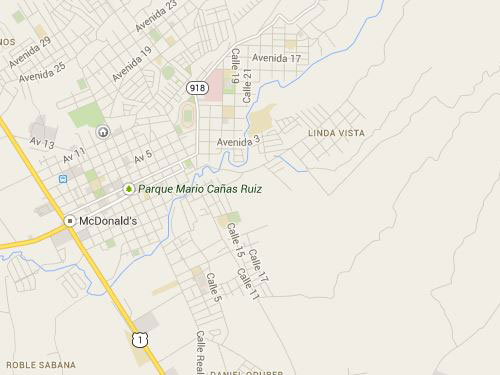 Avenida 23
NOS
Avenida 29
Avenida 19
Avenida 25
Calle 19
Avenida 17
Calle 21
918
Av 13
Av 11
Av 5
Avenida 3
LINDA VISTA
Parque Mario Cañas Ruiz
McDonald's
Calle 15
Calle 17
Calle 11
Calle 5
1
Calle Real
ROBLE SABANA
DANIEL ODUBER